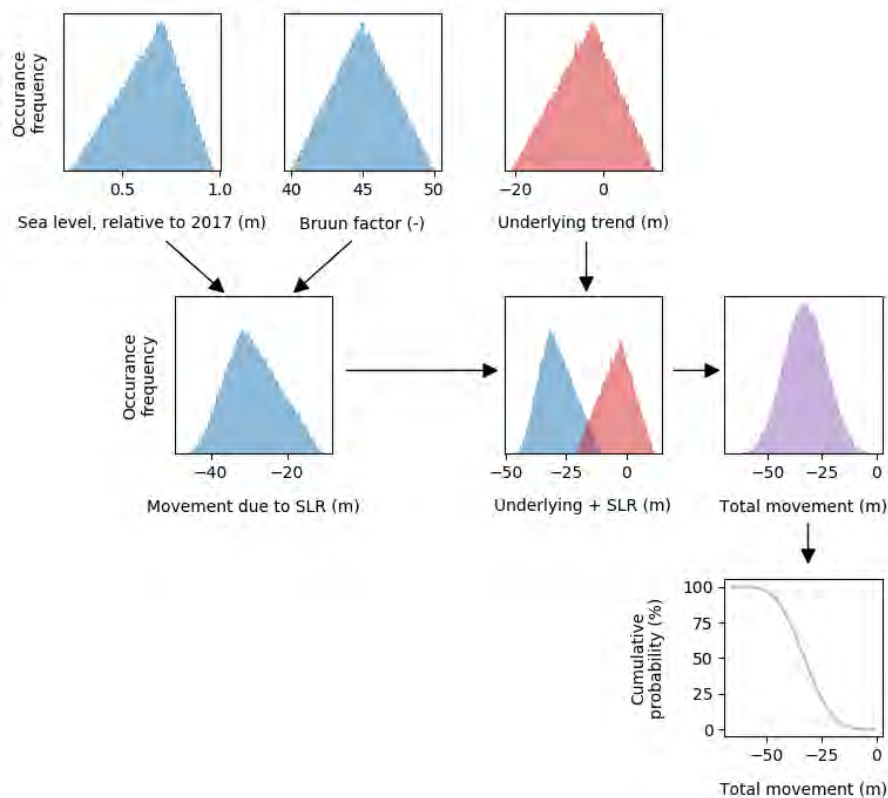 Occurance
frequency
0.5 1.0
40 45 50
−20 0
Sea level, relative to 2017 (m)
Bruun factor (-)
Underlying trend (m)
Occurance
frequency
−40 −20
−50 −25 0
−50 −25 0
Movement due to SLR (m)
Underlying + SLR (m)
Total movement (m)
Cumulative
probability (%)
100
75
50
25
0
−50 −25 0
Total movement (m)